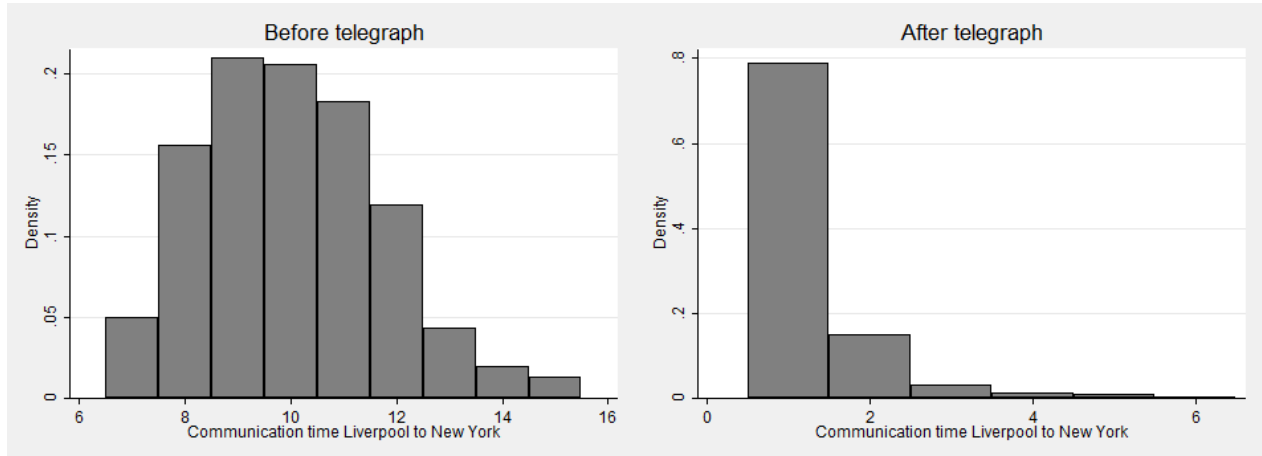 Before telegraph
Density
.2
.15
.1
.05
0
6 8 10 12 14 16
Communication time Liverpool to New York
After telegraph
Density
.8
.6
.4
.2
0
0 2 4 6
Communication time Liverpool to New York